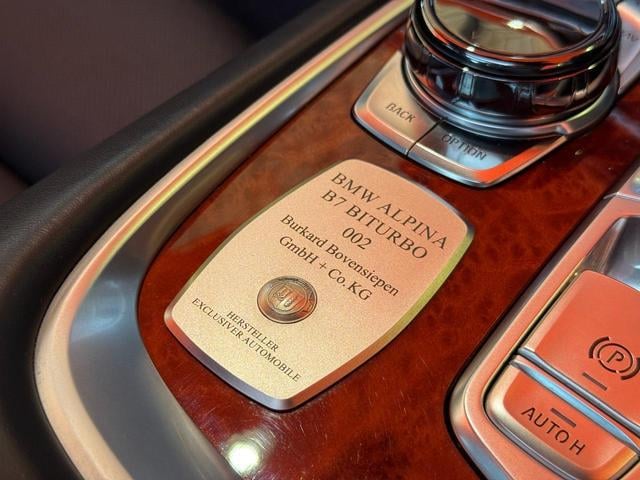 BACK
OPTION
BMW ALPINA
B7 BITURBO
002
Burkard Bovensiepen
GmbH + Co.KG
HERSTELLER
EXCLUSIVER AUTOMOBILE
P
AUTO H